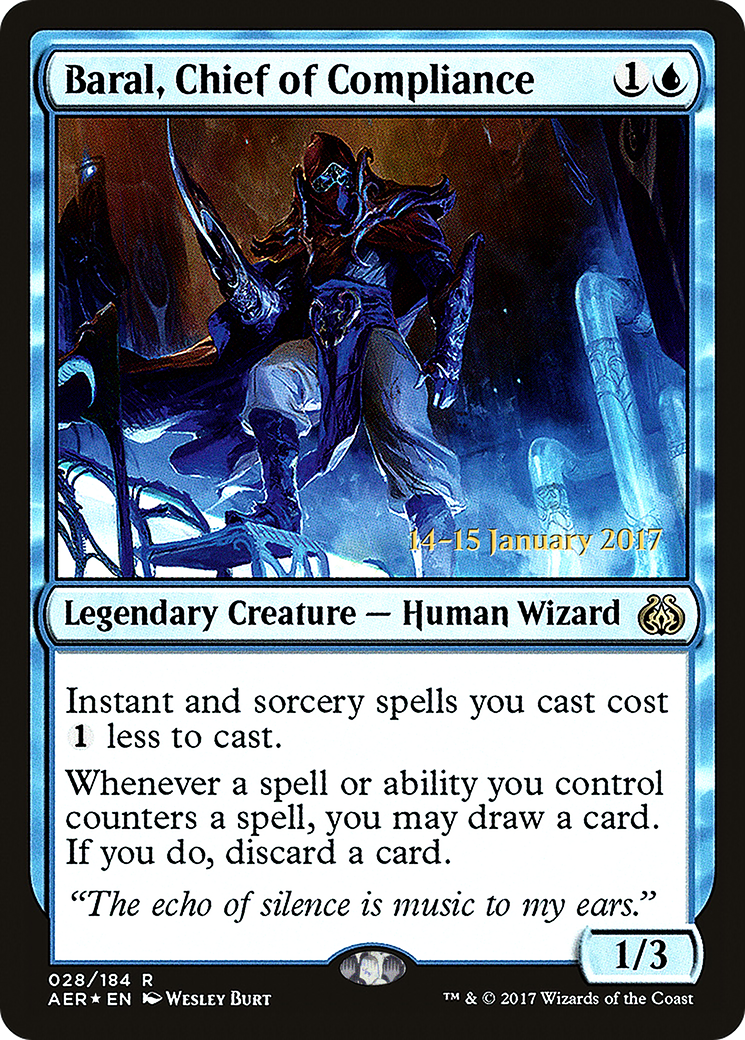 Baral, Chief of Compliance 1
14–15 January 2017
Legendary Creature — Human Wizard
Instant and sorcery spells you cast cost
1 less to cast.
Whenever a spell or ability you control
counters a spell, you may draw a card.
If you do, discard a card.
“The echo of silence is music to my ears.”
1/3
028/184 R
AER★EN Wesley Burt
™ & © 2017 Wizards of the Coast